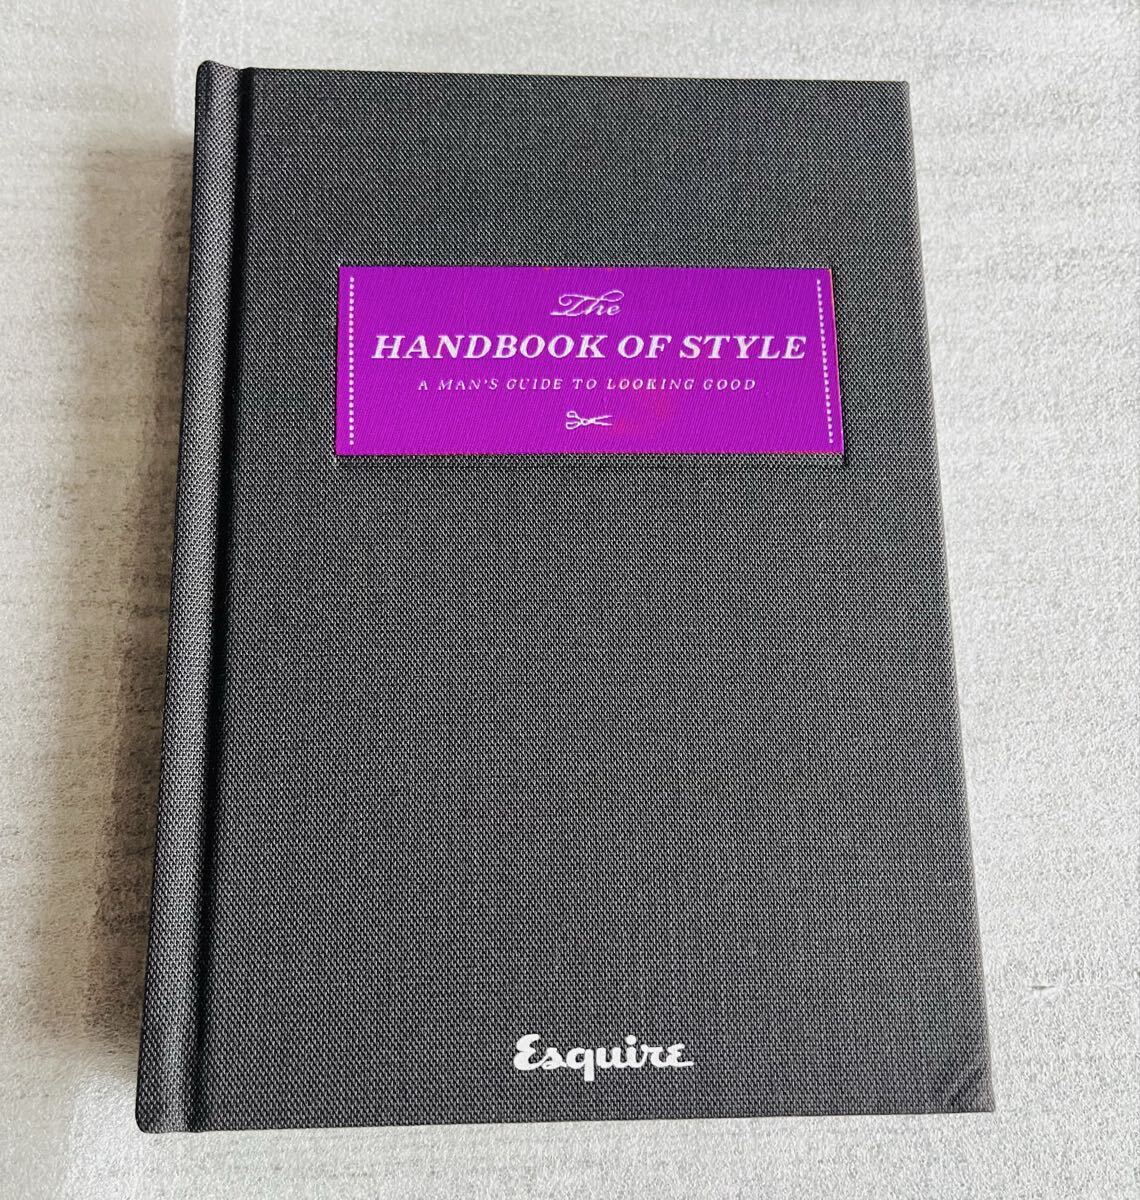 The
HANDBOOK OF STYLE
A MAN'S GUIDE TO LOOKING GOOD
Esquire